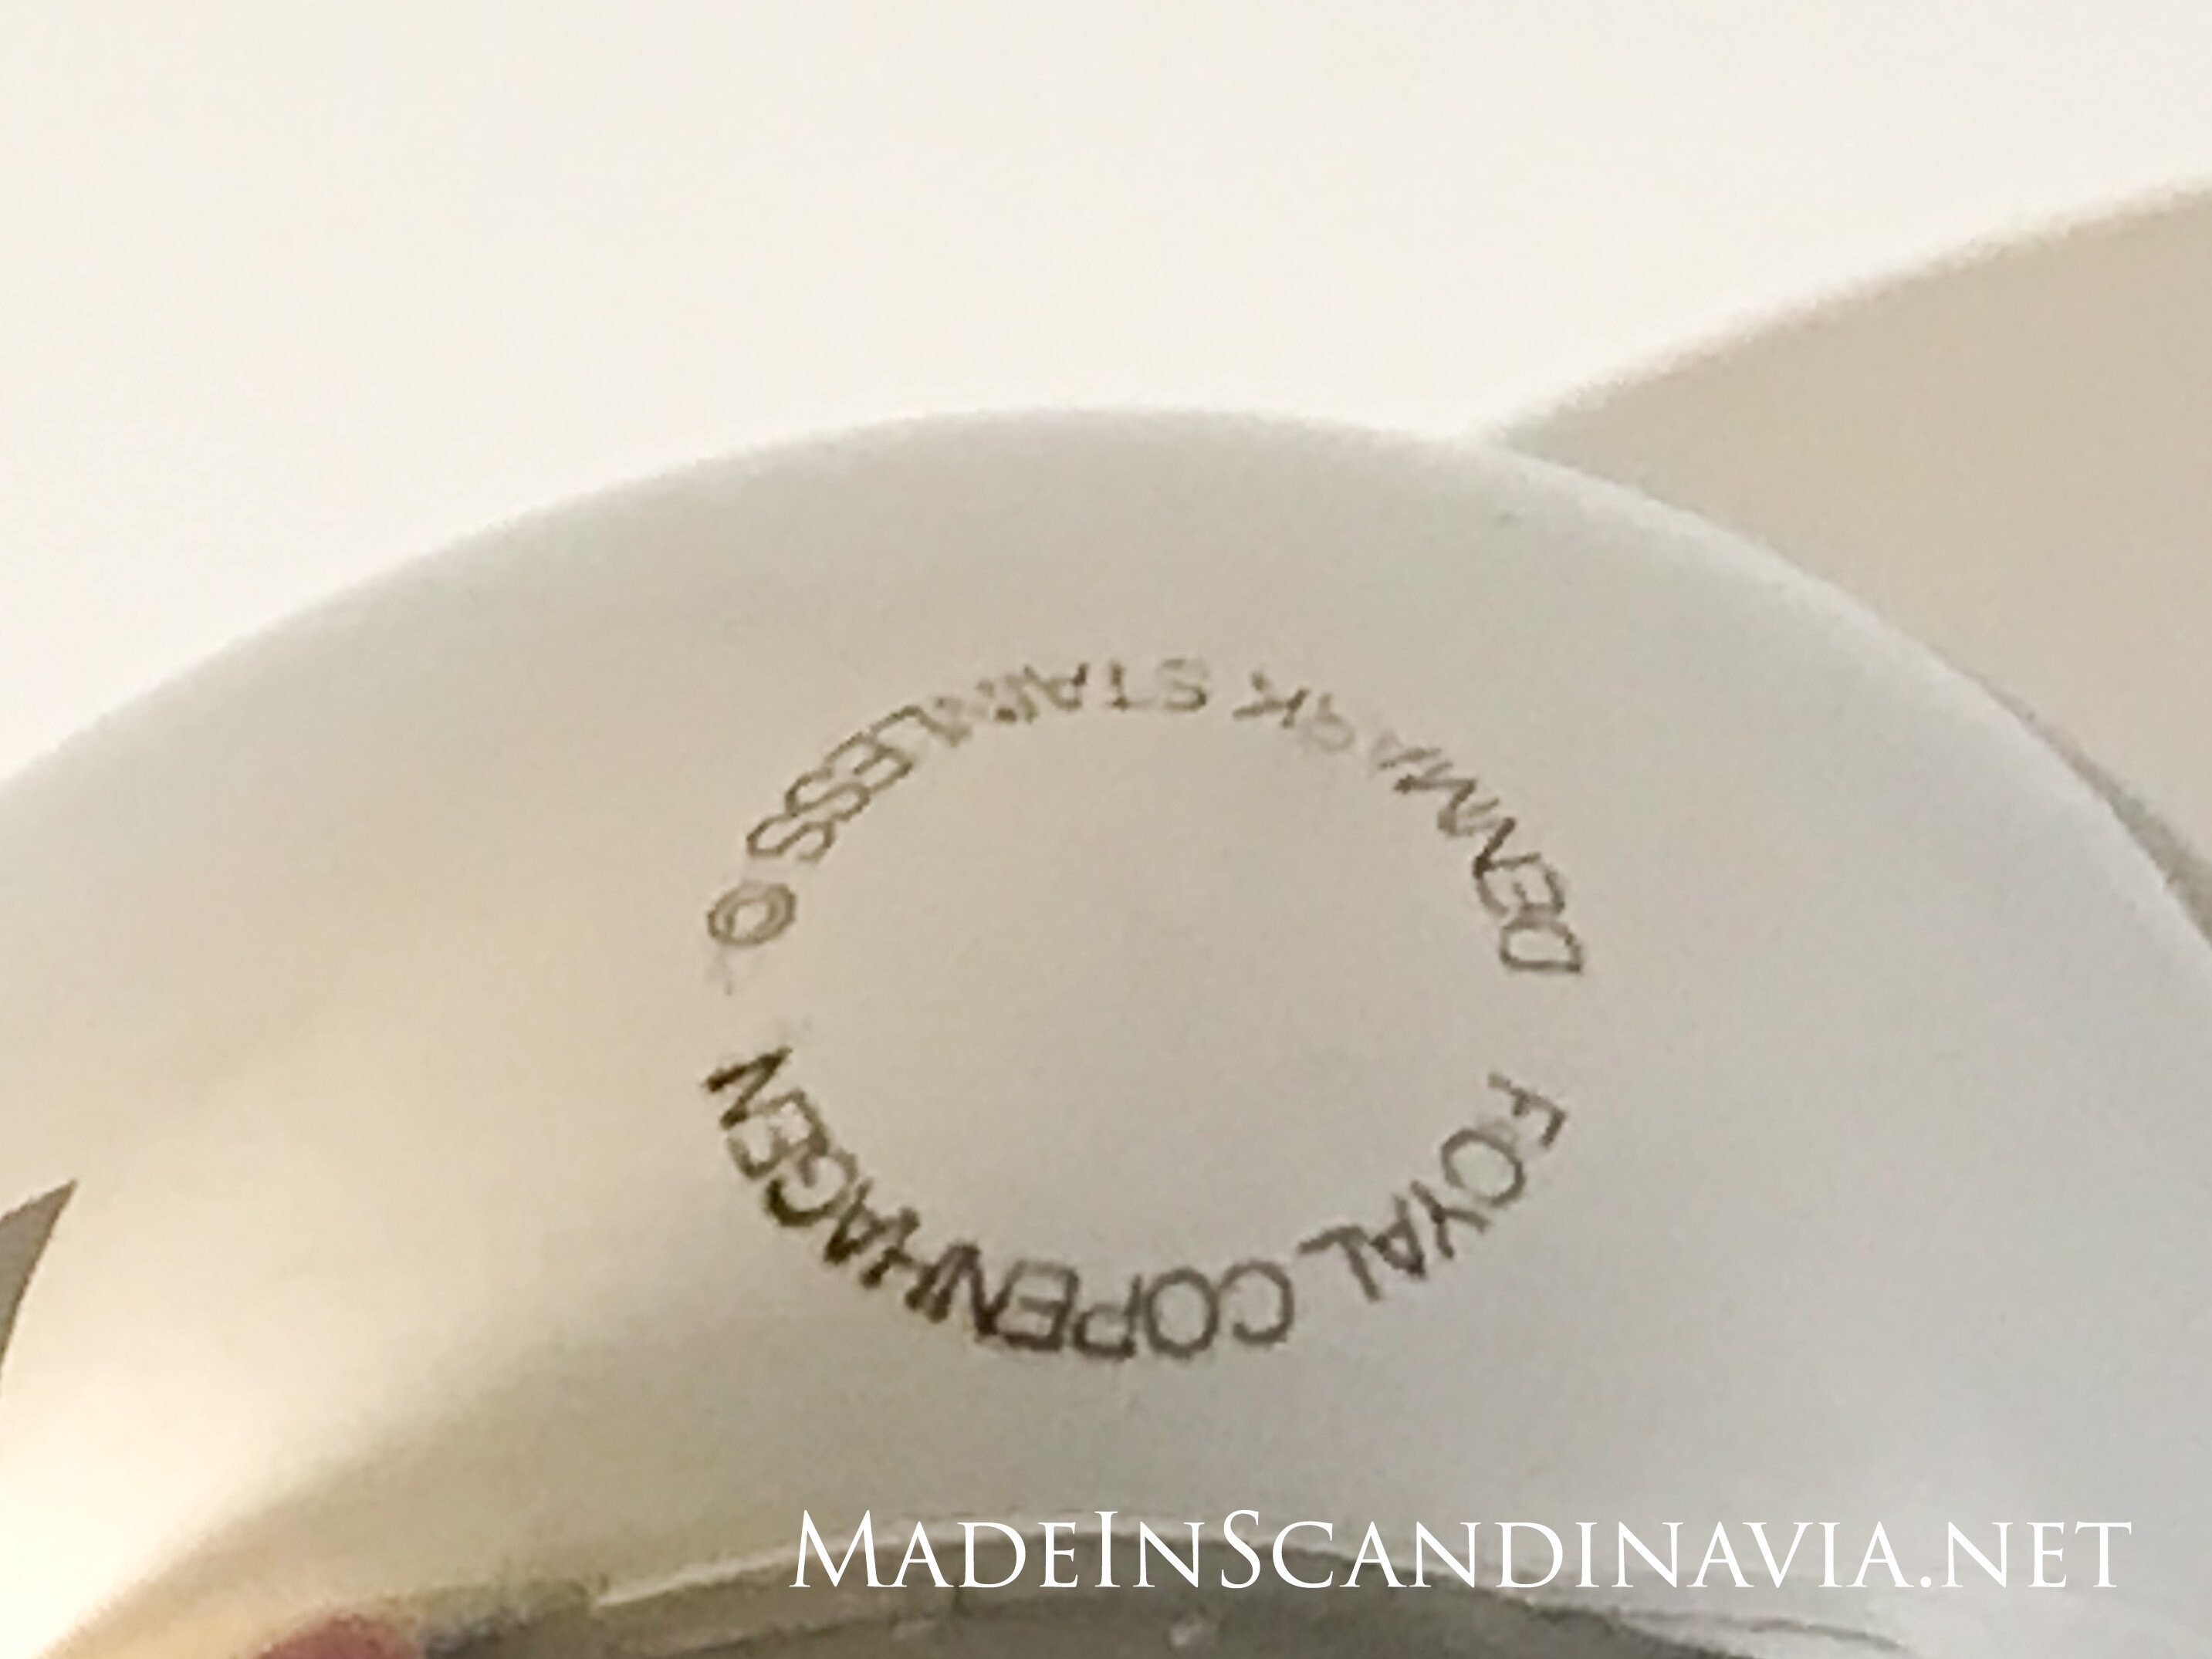 © ROYAL COPENHAGEN
DENMARK STAINLESS
MadeInScandinavia.net